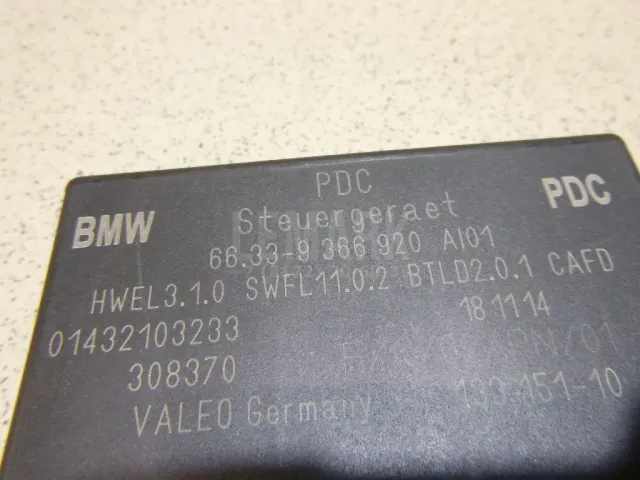 PDC
BMW Steuergeraet PDC
66.33-9 366 920 AI01
HWEL3.1.0 SWFL11.0.2 BTLD2.0.1 CAFD
01432103233 18.11.14
308370
VALEO Germany